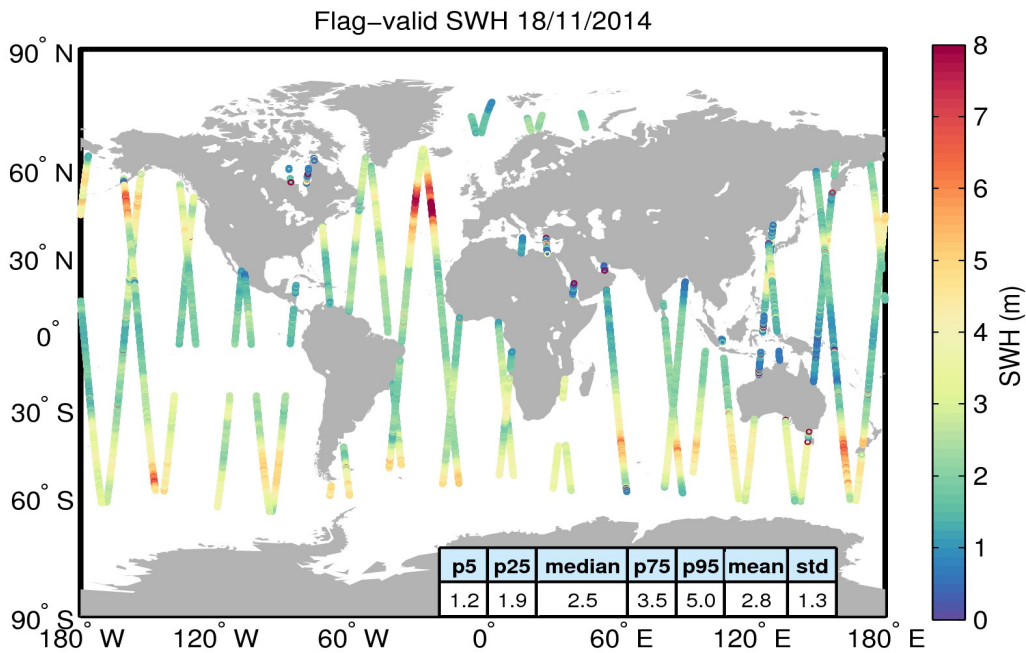 Flag−valid SWH 18/11/2014
90° N
60° N
30° N
0°
30° S
60° S
90° S
180° W
120° W
60° W
0°
60° E
120° E
180° E
p5 p25 median p75 p95 mean std
1.2 1.9 2.5 3.5 5.0 2.8 1.3
8
7
6
5
4
3
2
1
0
SWH (m)